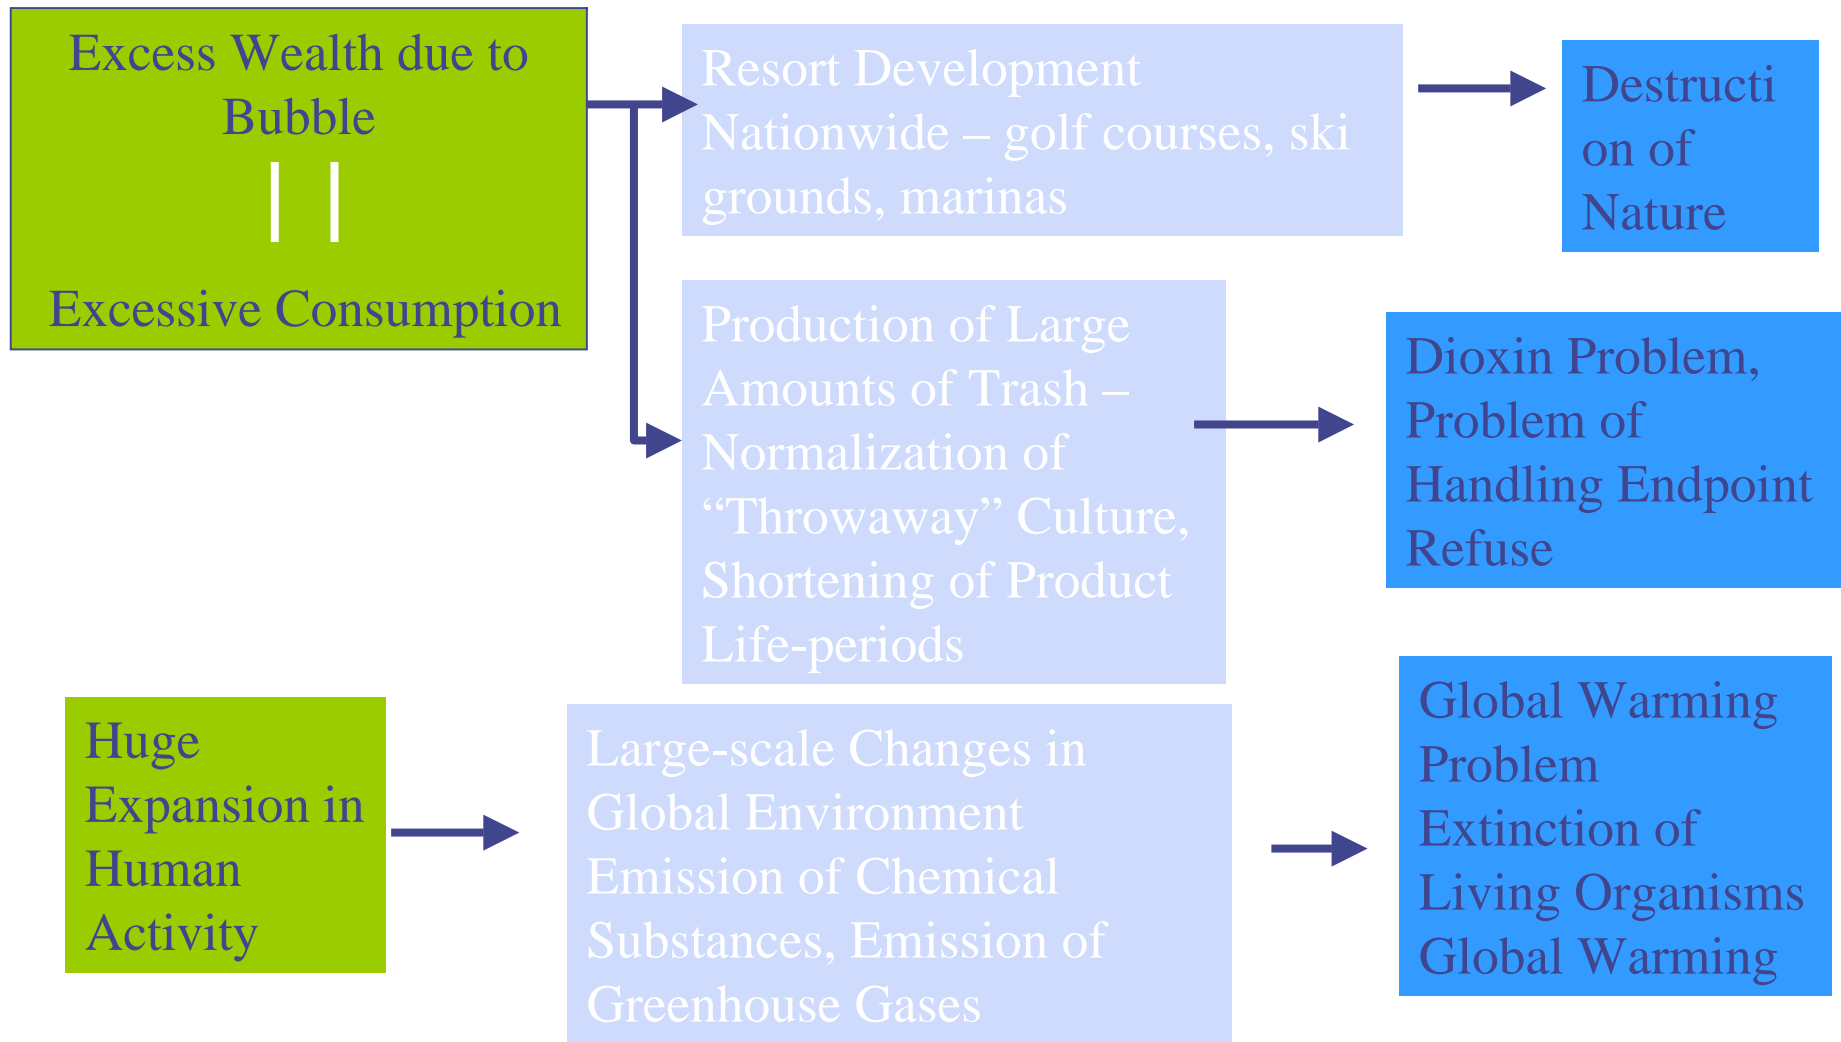 Excess Wealth due to
Bubble
Excessive Consumption
Resort Development
Nationwide – golf courses, ski
grounds, marinas
Destructi
on of
Nature
Production of Large
Amounts of Trash –
Normalization of
“Throwaway” Culture,
Shortening of Product
Life-periods
Dioxin Problem,
Problem of
Handling Endpoint
Refuse
Huge
Expansion in
Human
Activity
Large-scale Changes in
Global Environment
Emission of Chemical
Substances, Emission of
Greenhouse Gases
Global Warming
Problem
Extinction of
Living Organisms
Global Warming